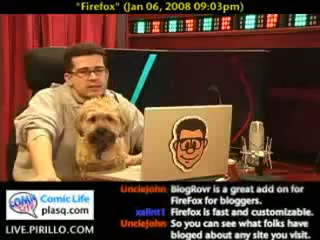 "Firefox" (Jan 06, 2008 09:03pm)
COMIC LIFE
Comic Life
plasq.com
LIVE.PIRILLO.COM
UncleJohn BlogRovr is a great add on for
FireFox for bloggers.
xalint1 Firefox is fast and customizable.
UncleJohn So you can see what folks have
bloged about any site you visit.